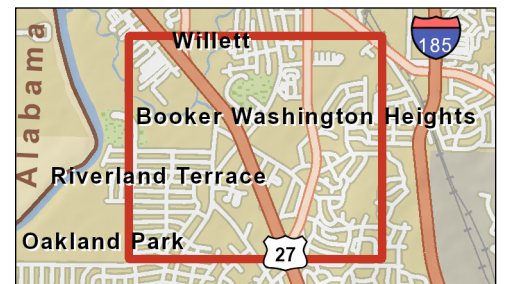 Willett
185
Alabama
Booker Washington Heights
Riverland Terrace
Oakland Park
27